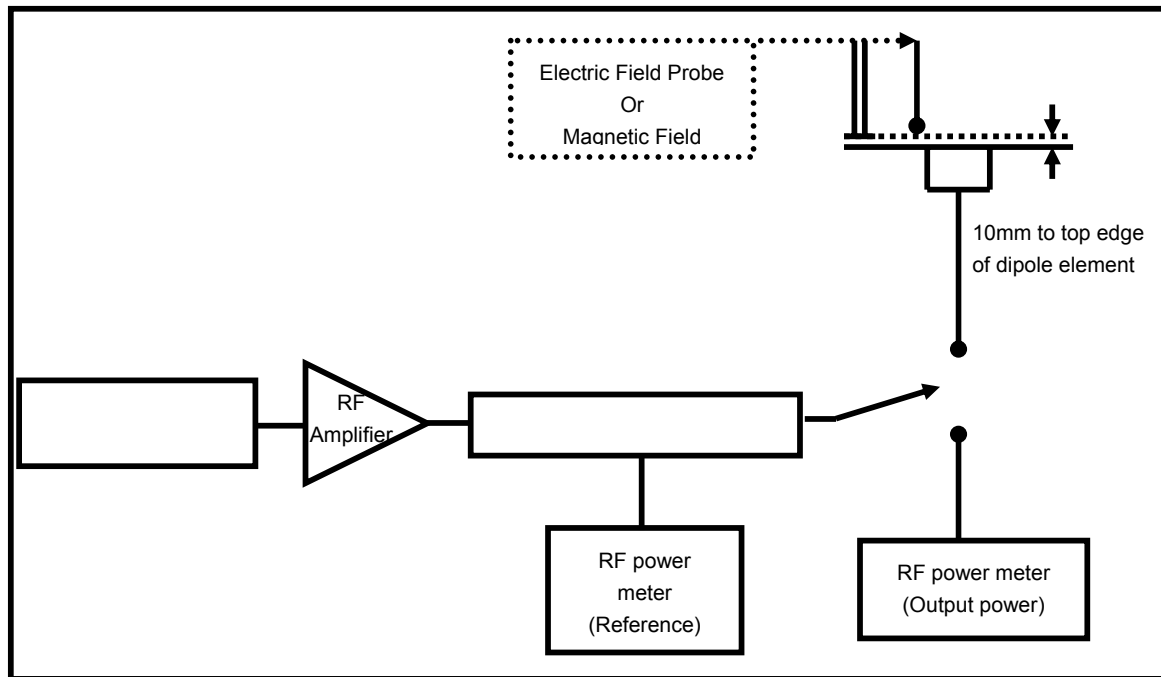 Electric Field Probe
Or
Magnetic Field
10mm to top edge
of dipole element
RF
Amplifier
RF power
meter
(Reference)
RF power meter
(Output power)